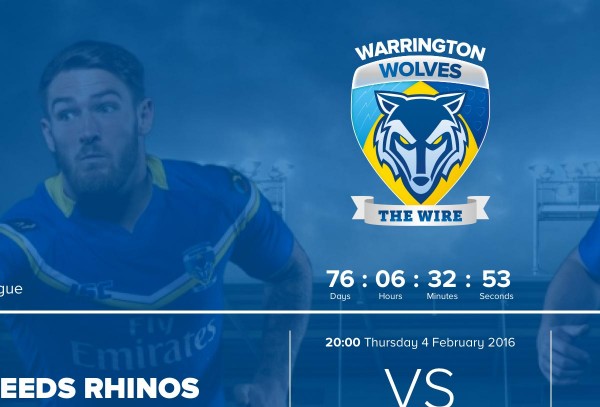 WARRINGTON
WOLVES
THE WIRE
76 : 06 : 32 : 53
Days Hours Minutes Seconds
gue
20:00 Thursday 4 February 2016
EEDS RHINOS
VS
Fly
Emirates
ISC